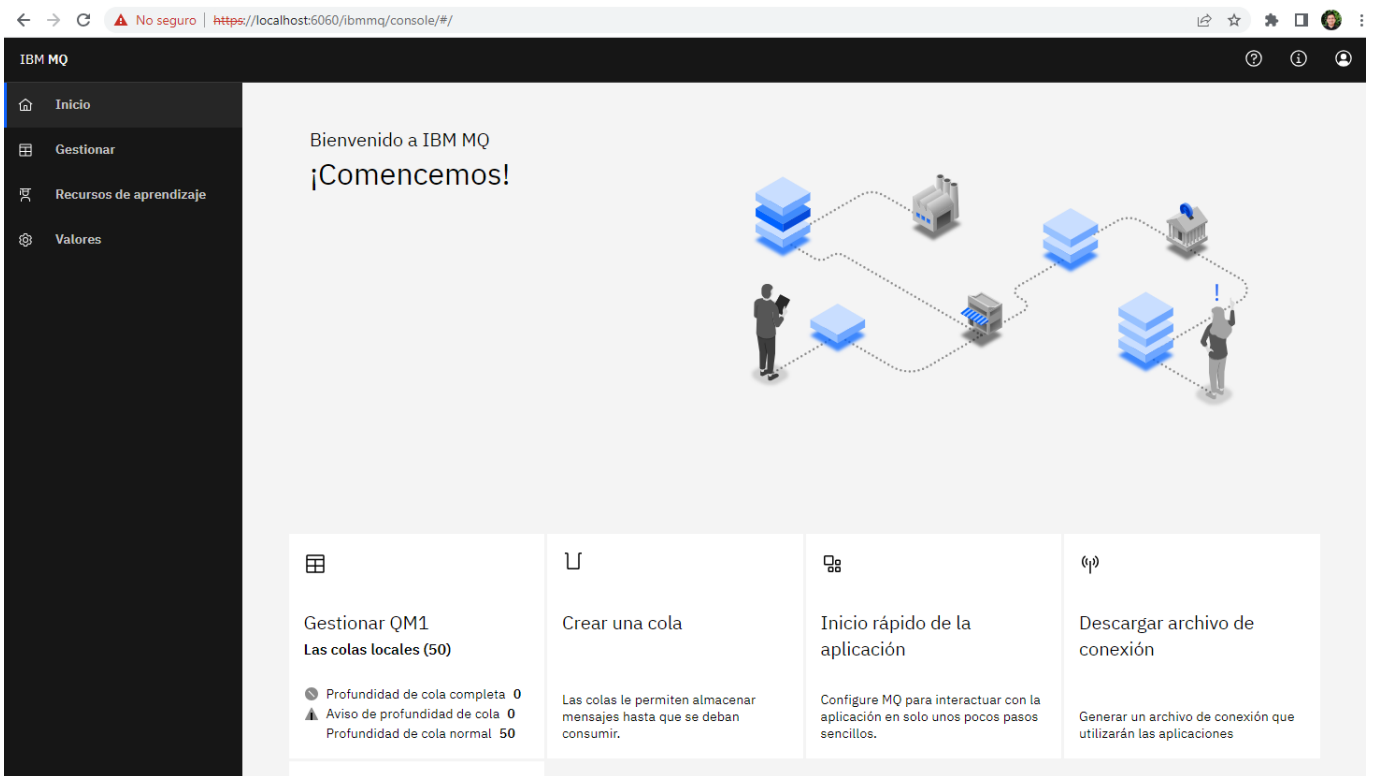 No seguro https://localhost:6060/ibmmq/console/#/
IBM MQ
Inicio
Gestionar
Recursos de aprendizaje
Valores
Bienvenido a IBM MQ
¡Comencemos!
Gestionar QM1
Las colas locales (50)
Profundidad de cola completa 0
Aviso de profundidad de cola 0
Profundidad de cola normal 50
Crear una cola
Las colas le permiten almacenar
mensajes hasta que se deban
consumir.
Inicio rápido de la
aplicación
Configure MQ para interactuar con la
aplicación en solo unos pocos pasos
sencillos.
Descargar archivo de
conexión
Generar un archivo de conexión que
utilizarán las aplicaciones